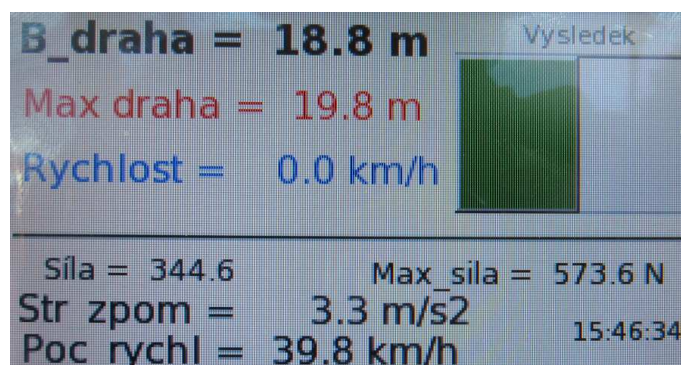 B_draha = 18.8 m
Vysledek
Max draha = 19.8 m
Rychlost = 0.0 km/h
Síla = 344.6
Max_sila = 573.6 N
Str zpom = 3.3 m/s2
15:46:34
Poc rychl = 39.8 km/h